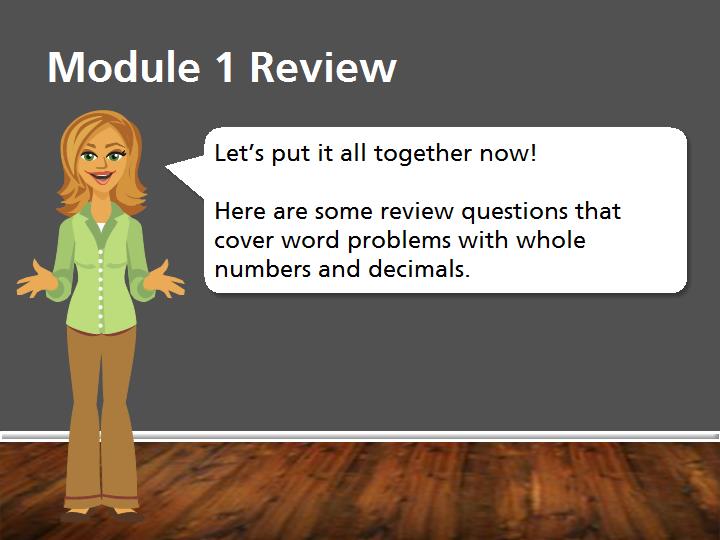 Module 1 Review
Let’s put it all together now!
Here are some review questions that
cover word problems with whole
numbers and decimals.